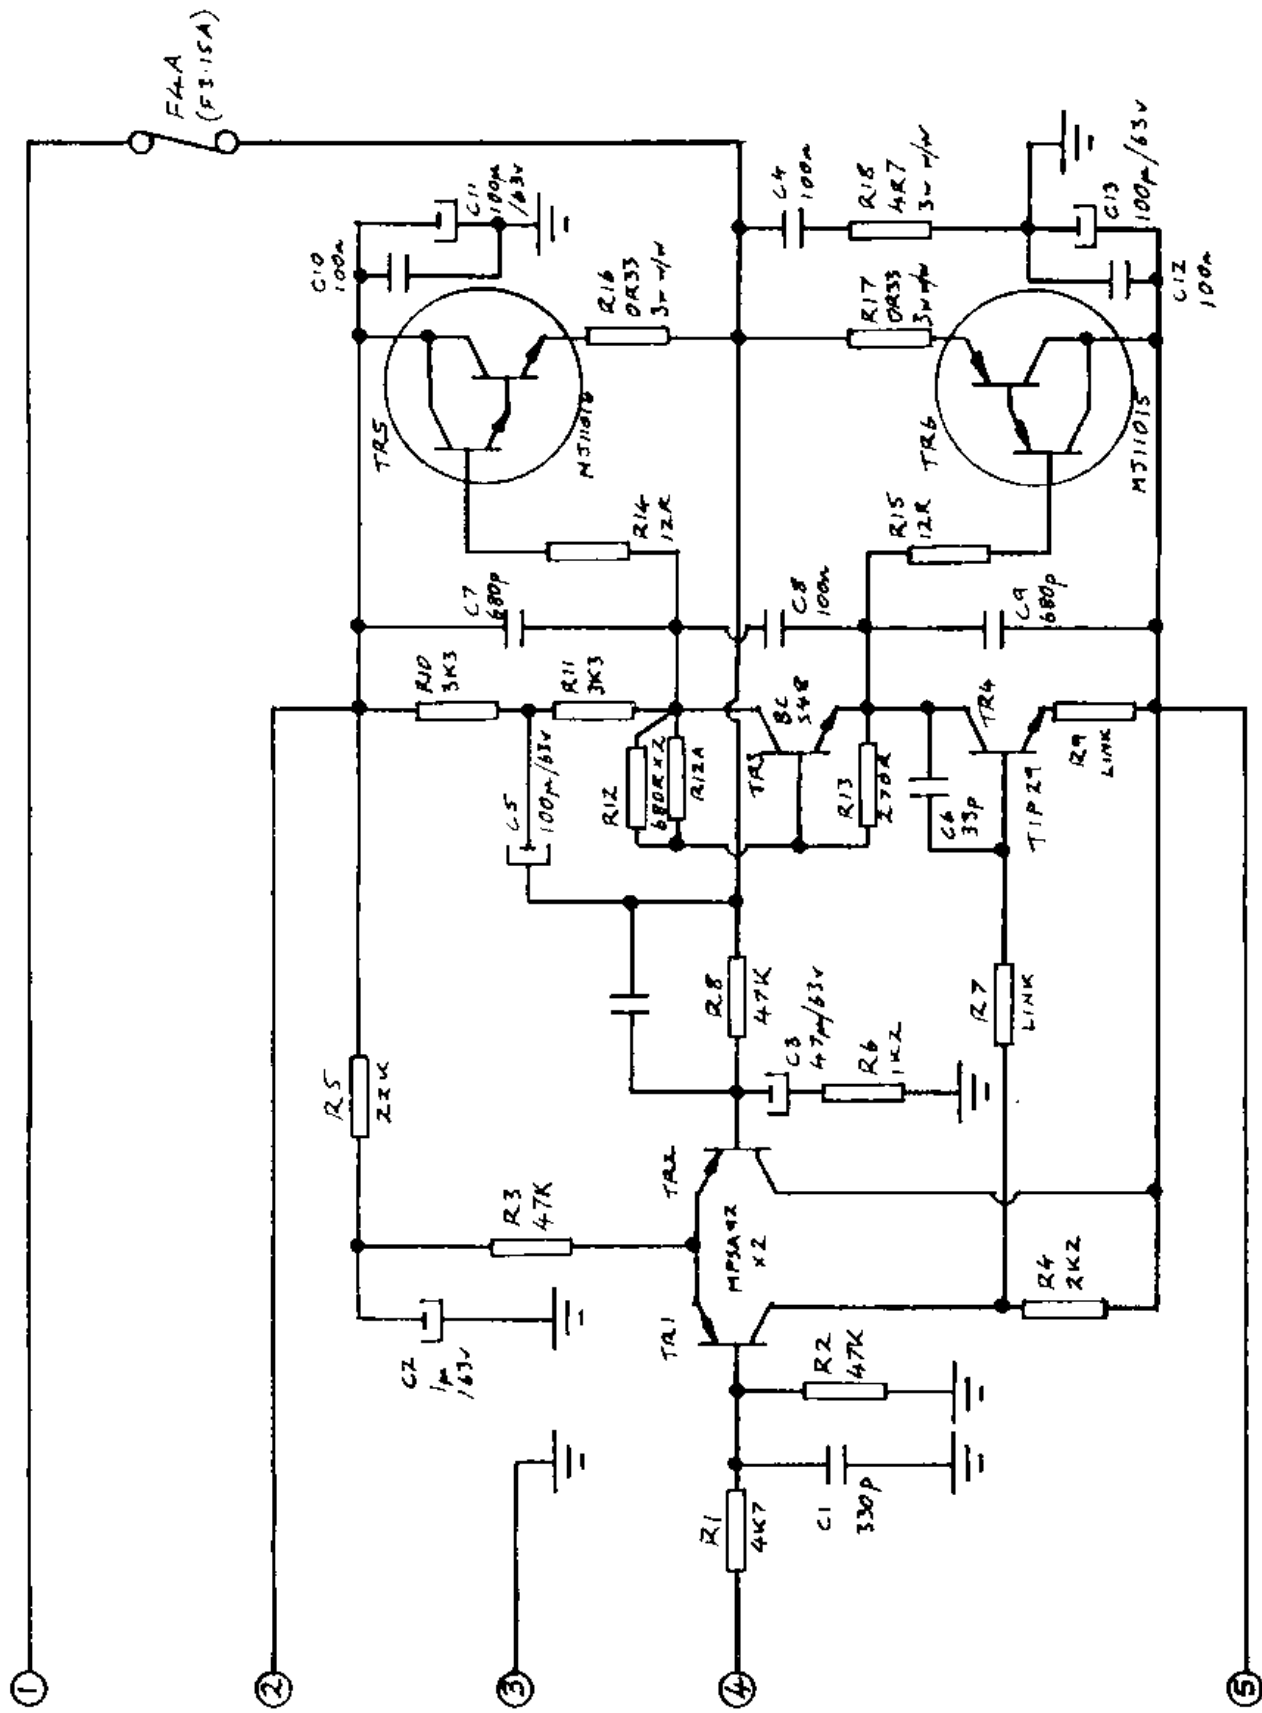 1
2
3
4
5
F4A
(F3.15A)
R1
4K7
C1
330p
R2
47K
C2
1µ
/63v
TR1
MPSA92
x2
TR2
R3
47K
R4
2K2
R5
22K
C3
47µ/63v
R6
1K2
R7
LINK
R8
47K
C5
100µ/63v
R10
3K3
R11
3K3
R12
680Rx2
R12A
TR3
BC
548
R13
270R
C6
33p
TIP29
TR4
R9
LINK
C7
680p
C8
100n
C9
680p
R14
12R
R15
12R
TR5
MJ11016
TR6
MJ11015
C10
100n
C11
100µ
/63v
R16
0R33
3w w/w
R17
0R33
3w w/w
C4
100n
R18
4R7
3w w/w
C12
100n
C13
100µ/63v